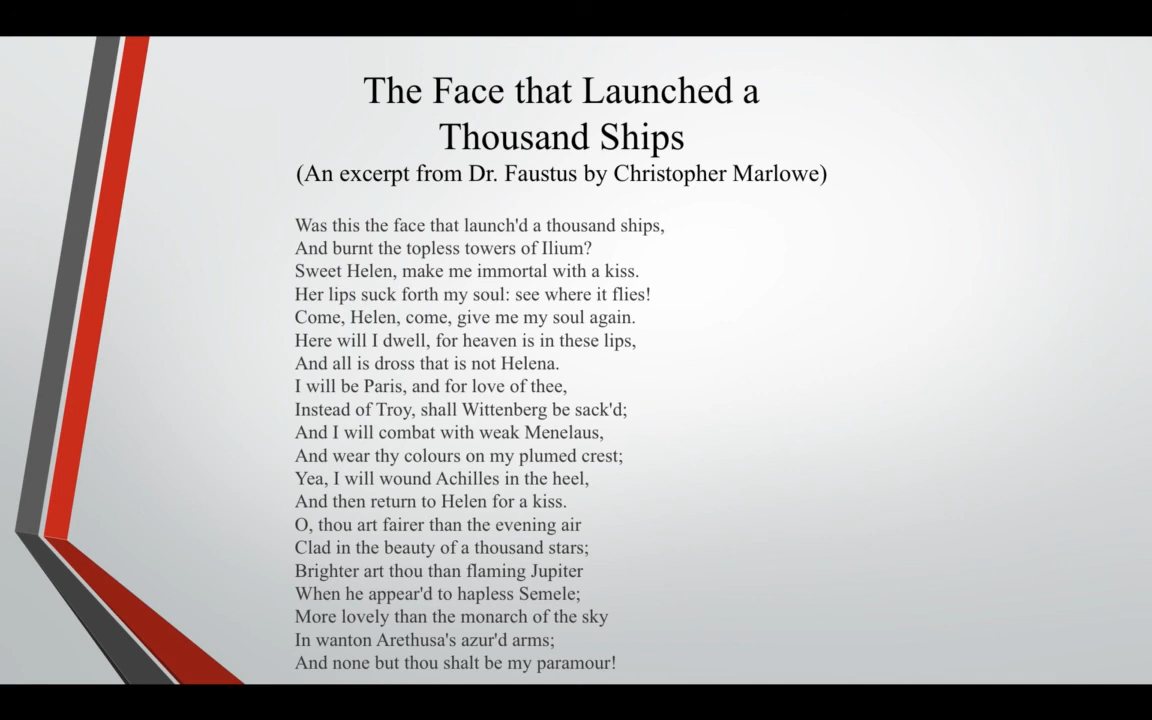 The Face that Launched a
Thousand Ships
(An excerpt from Dr. Faustus by Christopher Marlowe)
Was this the face that launch'd a thousand ships,
And burnt the topless towers of Ilium?
Sweet Helen, make me immortal with a kiss.
Her lips suck forth my soul: see where it flies!
Come, Helen, come, give me my soul again.
Here will I dwell, for heaven is in these lips,
And all is dross that is not Helena.
I will be Paris, and for love of thee,
Instead of Troy, shall Wittenberg be sack'd;
And I will combat with weak Menelaus,
And wear thy colours on my plumed crest;
Yea, I will wound Achilles in the heel,
And then return to Helen for a kiss.
O, thou art fairer than the evening air
Clad in the beauty of a thousand stars;
Brighter art thou than flaming Jupiter
When he appear'd to hapless Semele;
More lovely than the monarch of the sky
In wanton Arethusa's azur'd arms;
And none but thou shalt be my paramour!